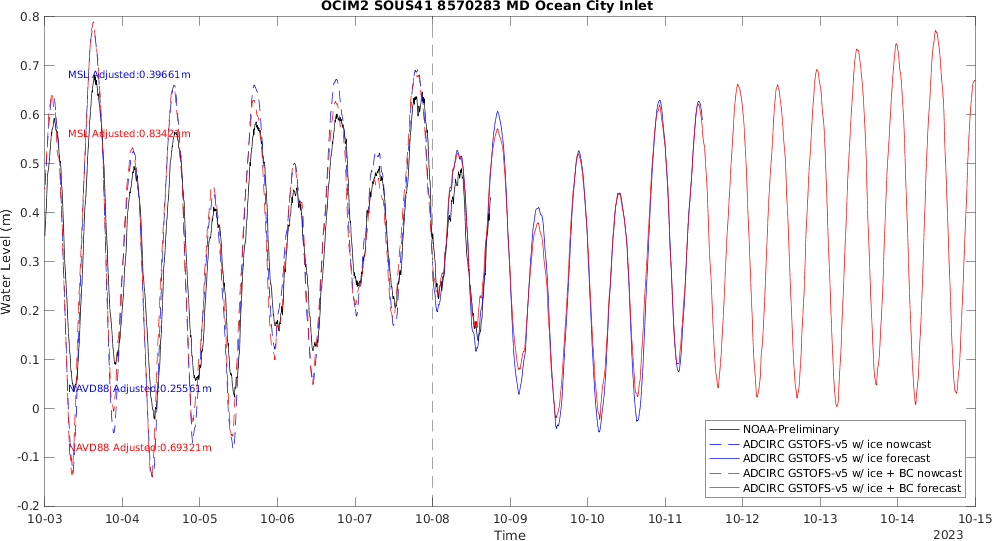 OCIM2 SOUS41 8570283 MD Ocean City Inlet
0.8
0.7
0.6
0.5
0.4
0.3
0.2
0.1
0
-0.1
-0.2
Water Level (m)
MSL Adjusted:0.39661m
MSL Adjusted:0.83421m
NAVD88 Adjusted:0.25561m
NAVD88 Adjusted:0.69321m
NOAA-Preliminary
ADCIRC GSTOFS-v5 w/ ice nowcast
ADCIRC GSTOFS-v5 w/ ice forecast
ADCIRC GSTOFS-v5 w/ ice + BC nowcast
ADCIRC GSTOFS-v5 w/ ice + BC forecast
10-03 10-04 10-05 10-06 10-07 10-08 10-09 10-10 10-11 10-12 10-13 10-14 10-15
Time
2023